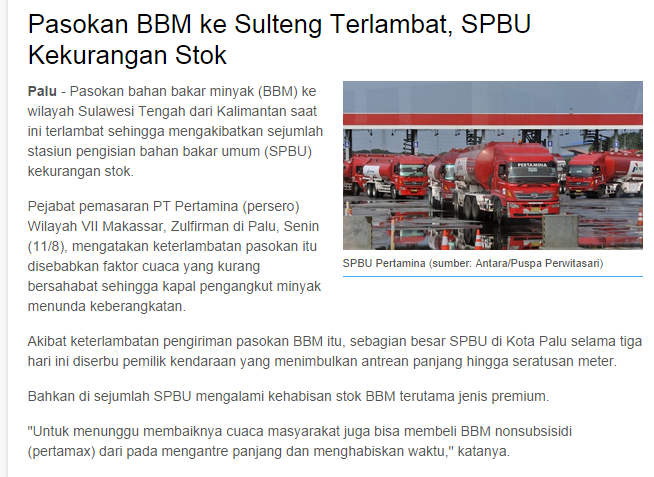 Pasokan BBM ke Sulteng Terlambat, SPBU
Kekurangan Stok
Palu - Pasokan bahan bakar minyak (BBM) ke
wilayah Sulawesi Tengah dari Kalimantan saat
ini terlambat sehingga mengakibatkan sejumlah
stasiun pengisian bahan bakar umum (SPBU)
kekurangan stok.
Pejabat pemasaran PT Pertamina (persero)
Wilayah VII Makassar, Zulfirman di Palu, Senin
(11/8), mengatakan keterlambatan pasokan itu
disebabkan faktor cuaca yang kurang
bersahabat sehingga kapal pengangkut minyak
menunda keberangkatan.
PERTAMINA
SPBU Pertamina (sumber: Antara/Puspa Perwitasari)
Akibat keterlambatan pengiriman pasokan BBM itu, sebagian besar SPBU di Kota Palu selama tiga
hari ini diserbu pemilik kendaraan yang menimbulkan antrean panjang hingga seratusan meter.
Bahkan di sejumlah SPBU mengalami kehabisan stok BBM terutama jenis premium.
"Untuk menunggu membaiknya cuaca masyarakat juga bisa membeli BBM nonsubsisidi
(pertamax) dari pada mengantre panjang dan menghabiskan waktu," katanya.